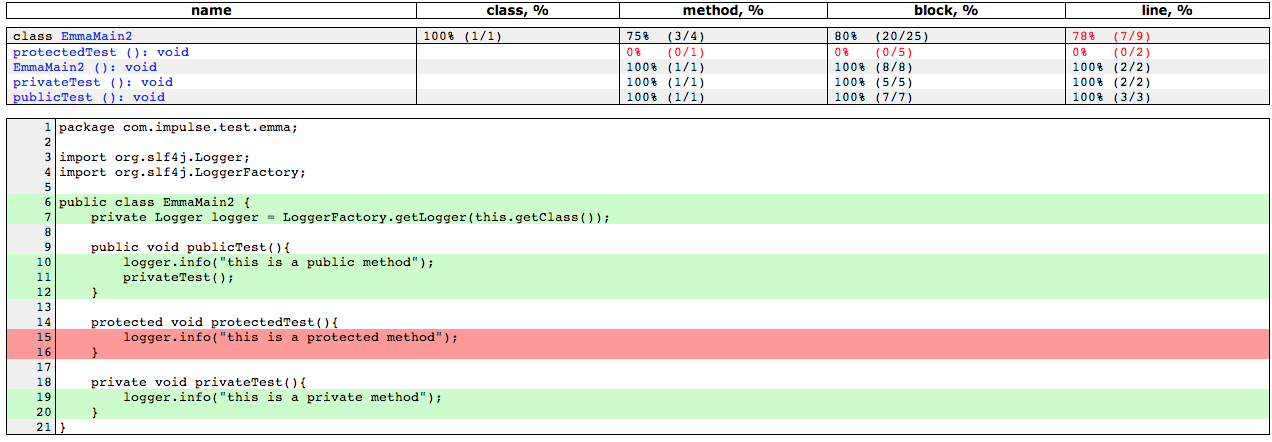 name class, % method, % block, % line, %
class EmmaMain2 100% (1/1) 75% (3/4) 80% (20/25) 78% (7/9)
protectedTest (): void 0% (0/1) 0% (0/5) 0% (0/2)
EmmaMain2 (): void 100% (1/1) 100% (8/8) 100% (2/2)
privateTest (): void 100% (1/1) 100% (5/5) 100% (2/2)
publicTest (): void 100% (1/1) 100% (7/7) 100% (3/3)
1 package com.impulse.test.emma;
2
3 import org.slf4j.Logger;
4 import org.slf4j.LoggerFactory;
5
6 public class EmmaMain2 {
7     private Logger logger = LoggerFactory.getLogger(this.getClass());
8
9     public void publicTest(){
10         logger.info("this is a public method");
11         privateTest();
12     }
13
14     protected void protectedTest(){
15         logger.info("this is a protected method");
16     }
17
18     private void privateTest(){
19         logger.info("this is a private method");
20     }
21 }